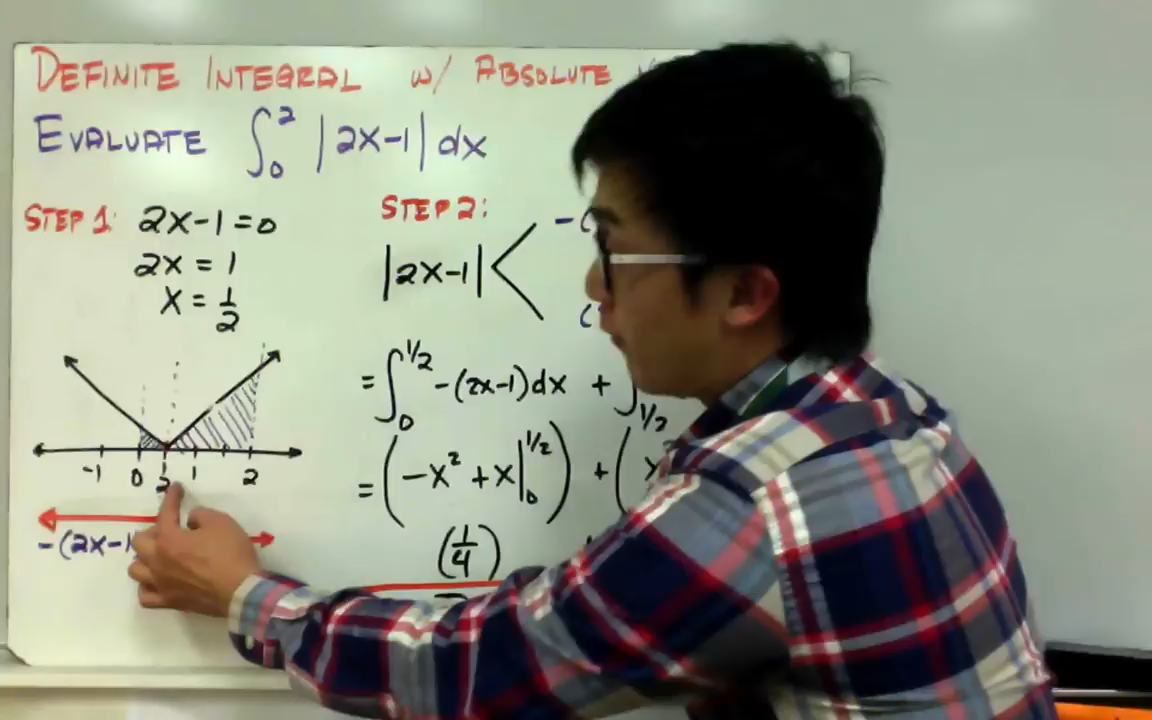 DEFINITE INTEGRAL W/ ABSOLUTE
EVALUATE ∫₀² |2X-1| dx
STEP 1: 2X-1=0
2X = 1
X = 1/2
STEP 2:
|2X-1| < -(
(
-1 0 1/2 1 2
-(2X-1)
= ∫₀^1/2 -(2x-1)dx + ∫1/2
= (-X² + X |₀^1/2) + (X
(1/4)